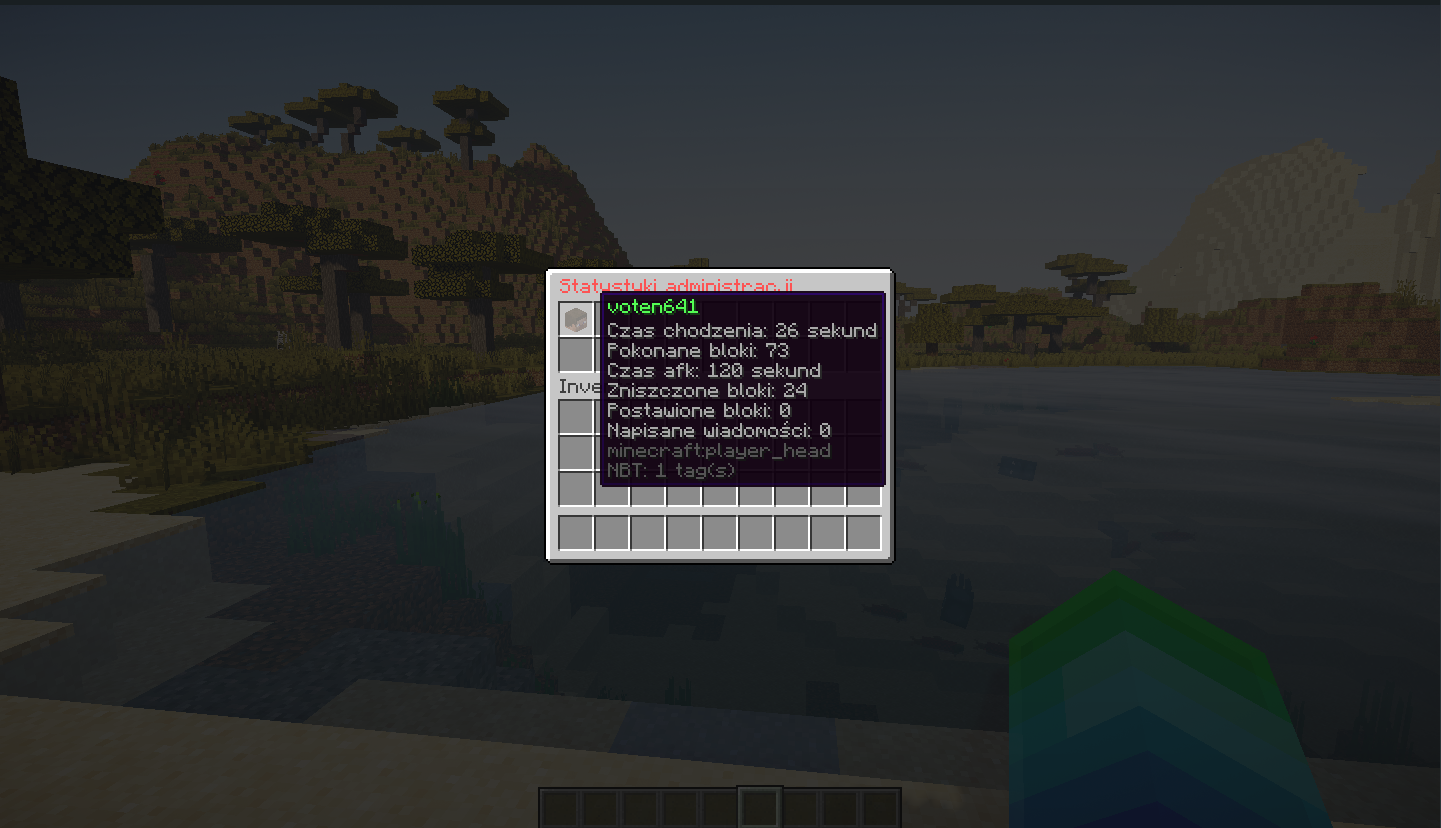 Statystyki administracji
voten641
Czas chodzenia: 26 sekund
Pokonane bloki: 73
Czas afk: 120 sekund
Zniszczone bloki: 24
Inve
Postawione bloki: 0
Napisane wiadomości: 0
minecraft:player_head
NBT: 1 tag(s)